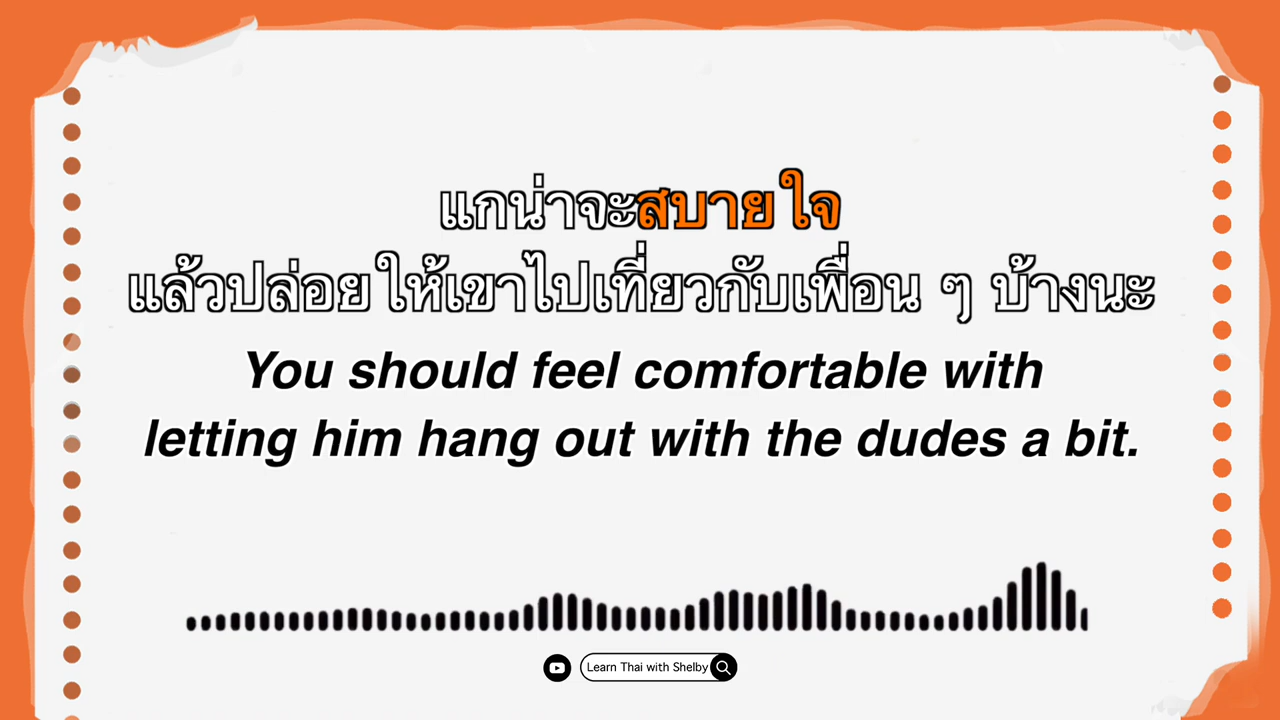 แกน่าจะสบายใจ
แล้วปล่อยให้เขาไปเที่ยวกับเพื่อน ๆ บ้างนะ
You should feel comfortable with
letting him hang out with the dudes a bit.
Learn Thai with Shelby